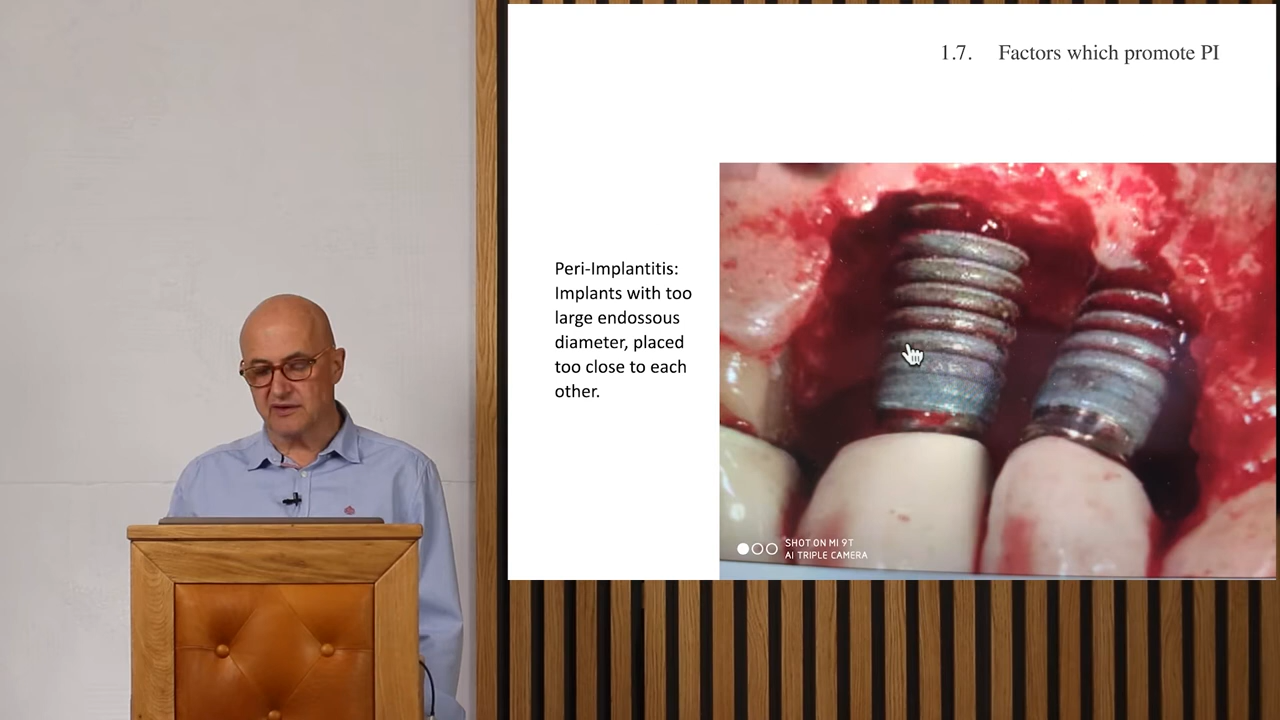 1.7. Factors which promote PI
Peri-Implantitis:
Implants with too
large endossous
diameter, placed
too close to each
other.
SHOT ON MI 9T
AI TRIPLE CAMERA